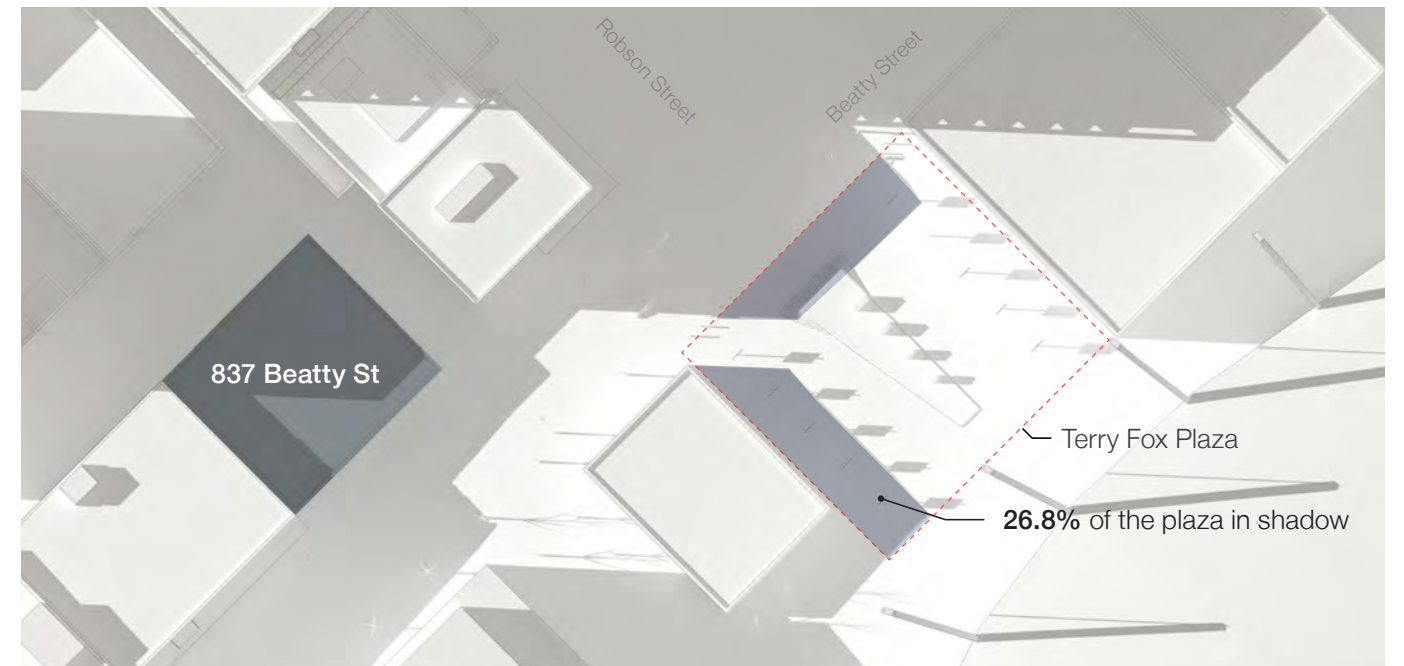 Robson Street
Beatty Street
837 Beatty St
Terry Fox Plaza
26.8% of the plaza in shadow